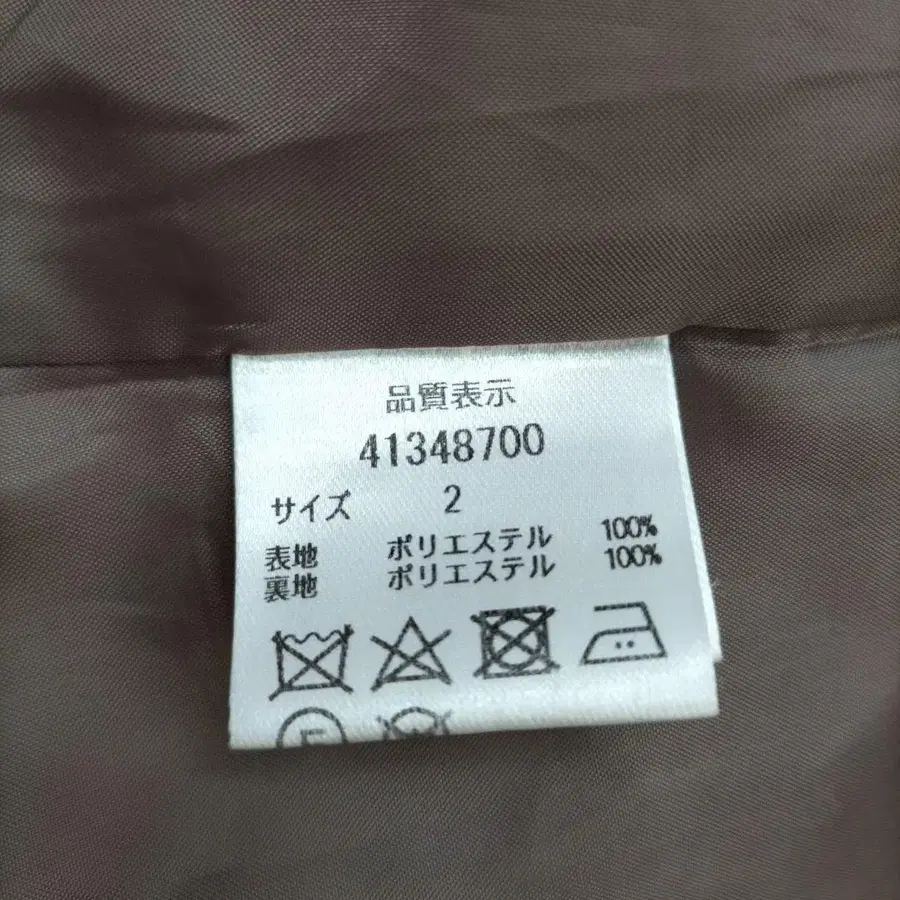 品質表示
41348700
サイズ 2
表地 ポリエステル 100%
裏地 ポリエステル 100%